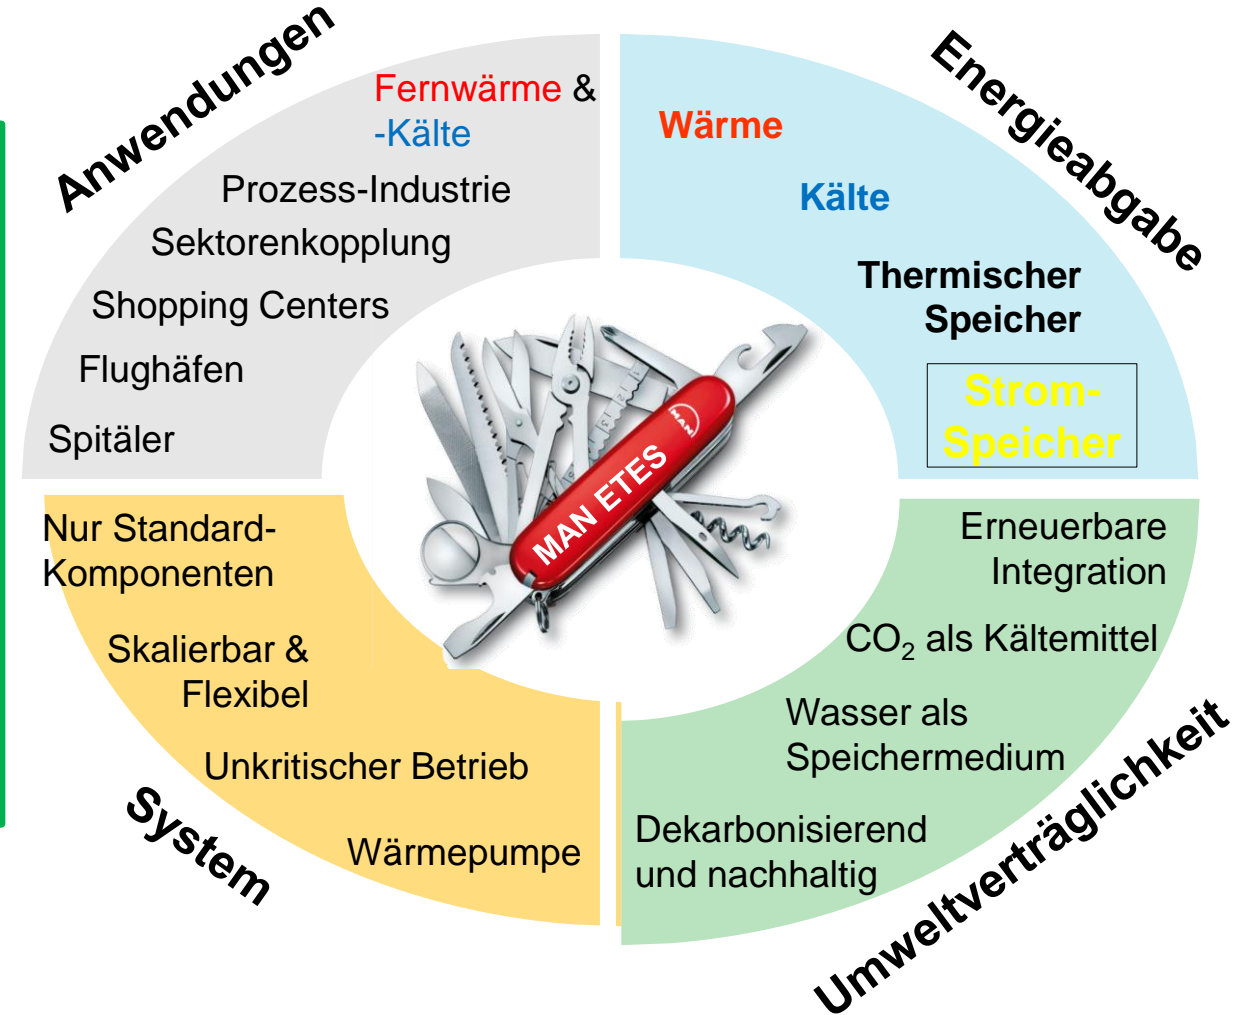 Anwendungen
Fernwärme &
-Kälte
Prozess-Industrie
Sektorenkopplung
Shopping Centers
Flughäfen
Spitäler
Energieabgabe
Wärme
Kälte
Thermischer
Speicher
Strom-
Speicher
MAN
MAN ETES
Nur Standard-
Komponenten
Skalierbar &
Flexibel
Unkritischer Betrieb
Wärmepumpe
System
Erneuerbare
Integration
CO₂ als Kältemittel
Wasser als
Speichermedium
Dekarbonisierend
und nachhaltig
Umweltverträglichkeit